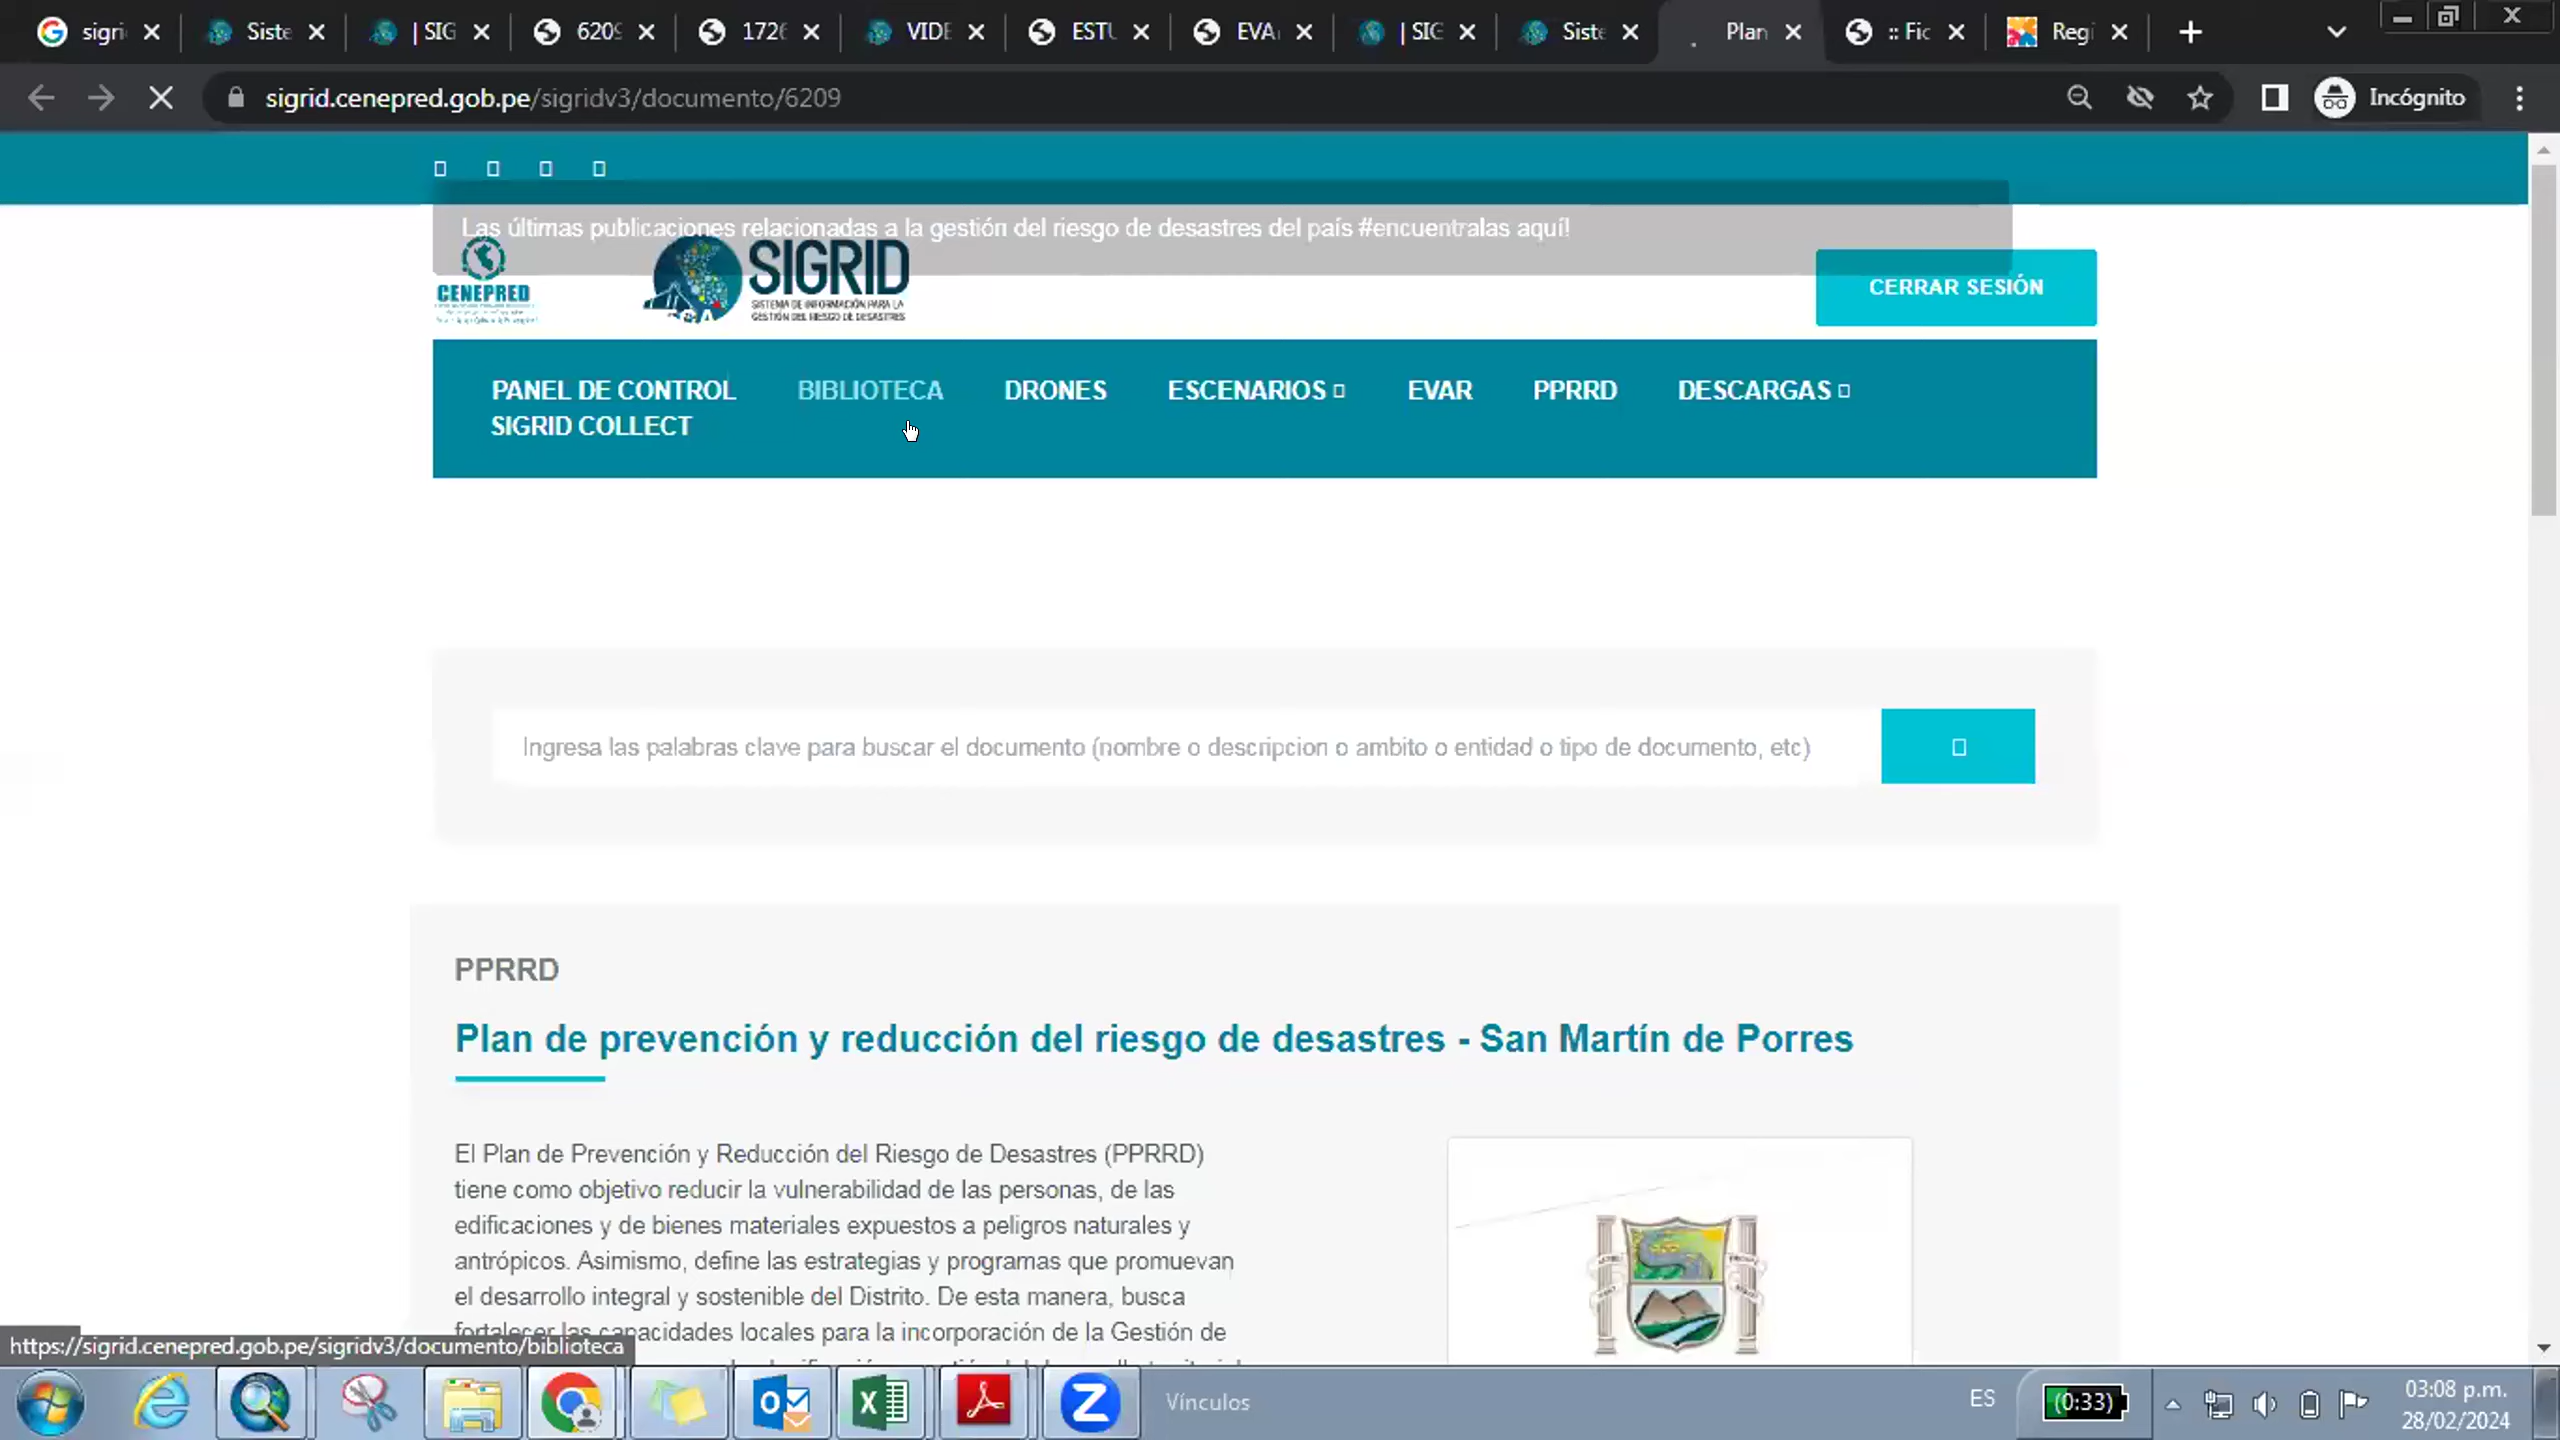 sigri
Siste
| SIG
6209
1726
VIDE
ESTU
EVA
| SIG
Siste
Plan
:: Fic
Regi
sigrid.cenepred.gob.pe/sigridv3/documento/6209
Incógnito
Las últimas publicaciones relacionadas a la gestión del riesgo de desastres del país #encuentralas aquí!
CENEPRED
SIGRID
SISTEMA DE INFORMACIÓN PARA LA
GESTIÓN DEL RIESGO DE DESASTRES
CERRAR SESIÓN
PANEL DE CONTROL BIBLIOTECA DRONES ESCENARIOS EVAR PPRRD DESCARGAS
SIGRID COLLECT
Ingresa las palabras clave para buscar el documento (nombre o descripcion o ambito o entidad o tipo de documento, etc)
PPRRD
Plan de prevención y reducción del riesgo de desastres - San Martín de Porres
El Plan de Prevención y Reducción del Riesgo de Desastres (PPRRD)
tiene como objetivo reducir la vulnerabilidad de las personas, de las
edificaciones y de bienes materiales expuestos a peligros naturales y
antrópicos. Asimismo, define las estrategias y programas que promuevan
el desarrollo integral y sostenible del Distrito. De esta manera, busca
fortalecer las capacidades locales para la incorporación de la Gestión de
https://sigrid.cenepred.gob.pe/sigridv3/documento/biblioteca
Vínculos
ES
(0:33)
03:08 p.m.
28/02/2024